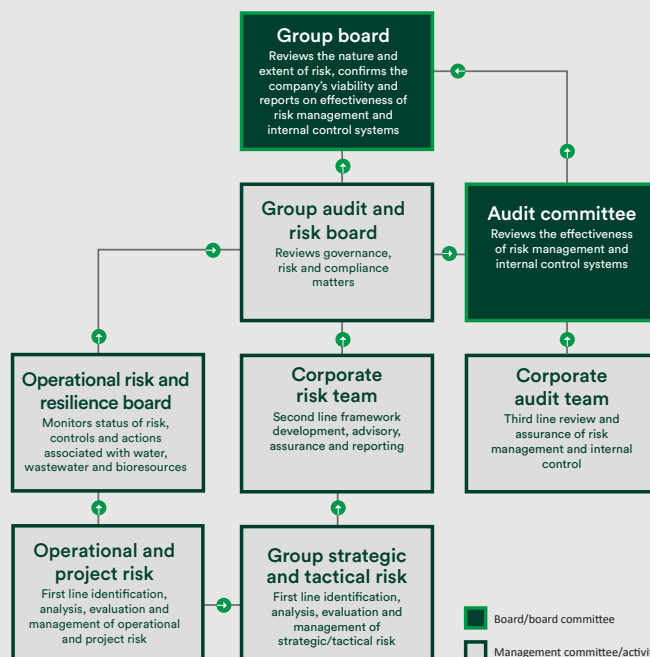 Group board
Reviews the nature and
extent of risk, confirms the
company's viability and
reports on effectiveness of
risk management and
internal control systems
Group audit and
risk board
Reviews governance,
risk and compliance
matters
Audit committee
Reviews the effectiveness
of risk management and
internal control systems
Operational risk and
resilience board
Monitors status of risk,
controls and actions
associated with water,
wastewater and bioresources
Corporate
risk team
Second line framework
development, advisory,
assurance and reporting
Corporate
audit team
Third line review and
assurance of risk
management and internal
control
Operational and
project risk
First line identification,
analysis, evaluation and
management of operational
and project risk
Group strategic
and tactical risk
First line identification,
analysis, evaluation and
management of
strategic/tactical risk
Board/board committee
Management committee/activi